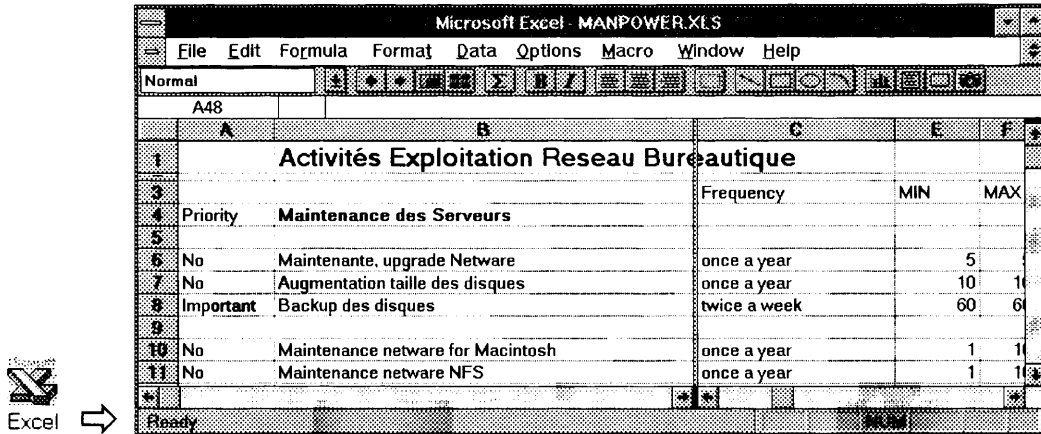 Microsoft Excel - MANPOWER.XLS
File Edit Formula Format Data Options Macro Window Help
Normal Σ B I
A48
A B C E F
1 Activités Exploitation Reseau Bureautique
3 Frequency MIN MAX
4 Priority Maintenance des Serveurs
5
6 No Maintenante, upgrade Netware once a year 5
7 No Augmentation taille des disques once a year 10
8 Important Backup des disques twice a week 60
9
10 No Maintenance netware for Macintosh once a year 1
11 No Maintenance netware NFS once a year 1
Ready NUM
Excel